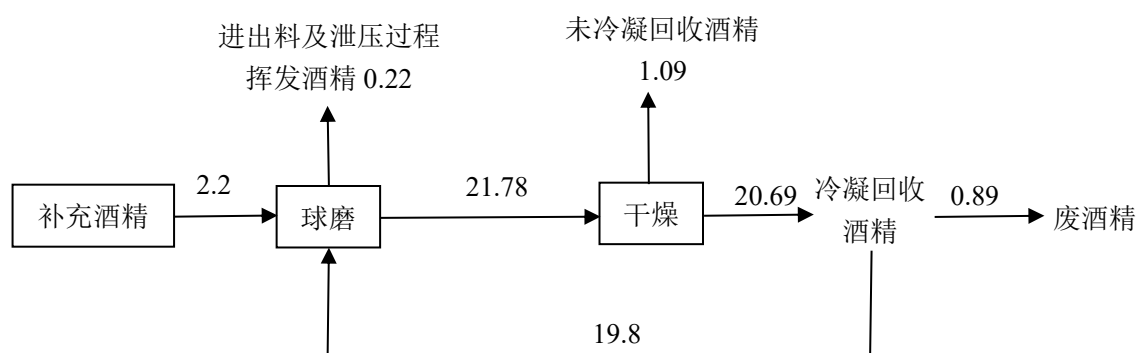 进出料及泄压过程
挥发酒精 0.22
未冷凝回收酒精
1.09
补充酒精
2.2
球磨
21.78
干燥
20.69
冷凝回收
酒精
0.89
废酒精
19.8